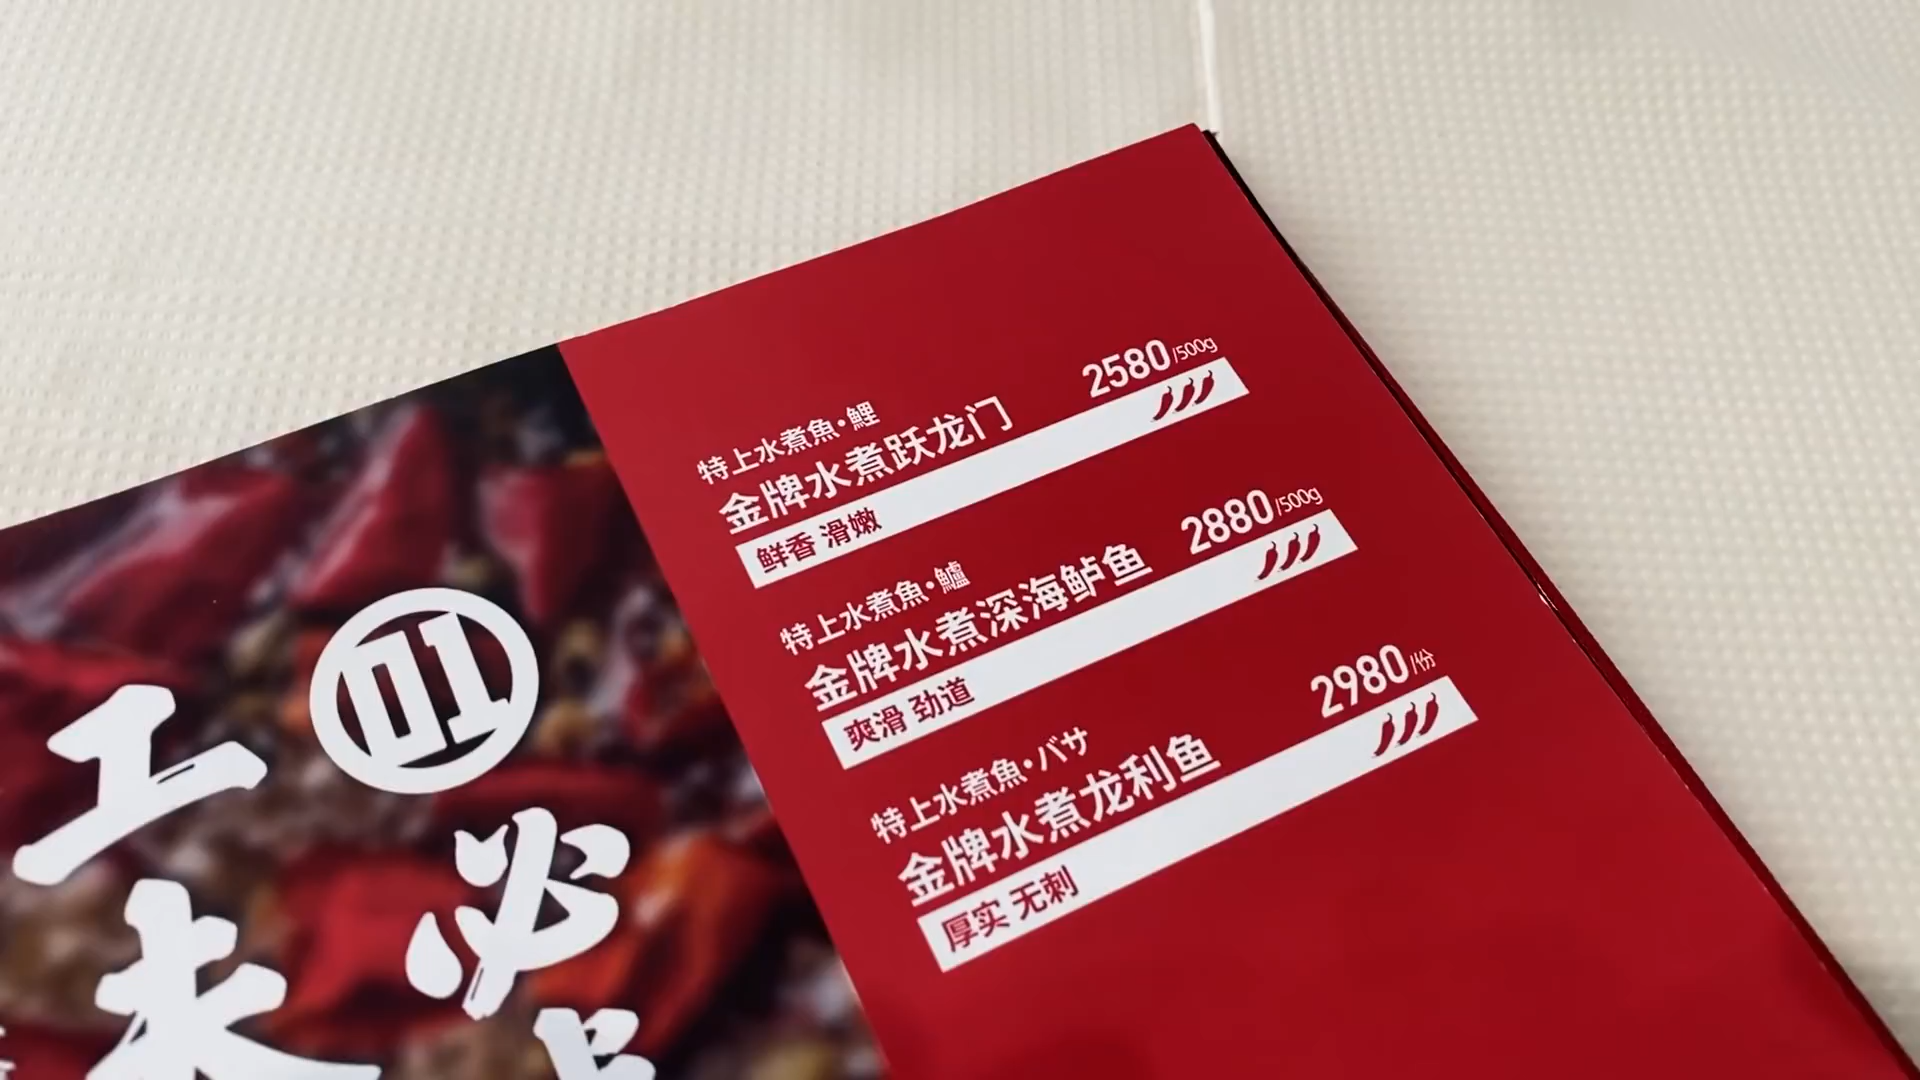 特上水煮魚・鯉
金牌水煮跃龙门 2580/500g
鲜香 滑嫩
特上水煮魚・鱸
金牌水煮深海鲈鱼 2880/500g
爽滑 劲道
特上水煮魚・バサ
金牌水煮龙利鱼 2980/份
厚实 无刺
01
必